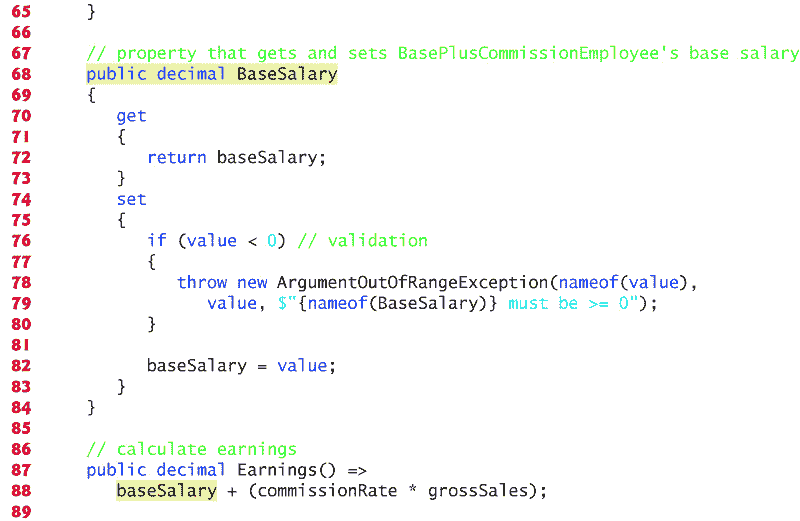 65 }
66
67 // property that gets and sets BasePlusCommissionEmployee's base salary
68 public decimal BaseSalary
69 {
70 get
71 {
72 return baseSalary;
73 }
74 set
75 {
76 if (value < 0) // validation
77 {
78 throw new ArgumentOutOfRangeException(nameof(value),
79 value, $"{nameof(BaseSalary)} must be >= 0");
80 }
81
82 baseSalary = value;
83 }
84 }
85
86 // calculate earnings
87 public decimal Earnings() =>
88 baseSalary + (commissionRate * grossSales);
89